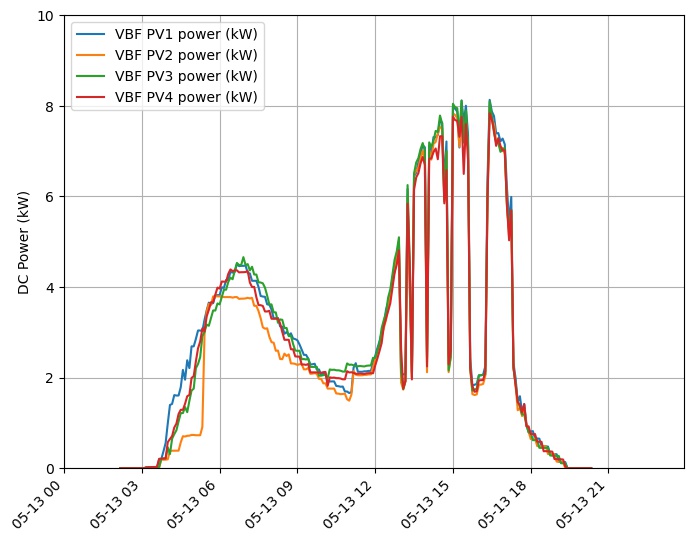 VBF PV1 power (kW)
VBF PV2 power (kW)
VBF PV3 power (kW)
VBF PV4 power (kW)
DC Power (kW)
10
8
6
4
2
0
05-13 00
05-13 03
05-13 06
05-13 09
05-13 12
05-13 15
05-13 18
05-13 21